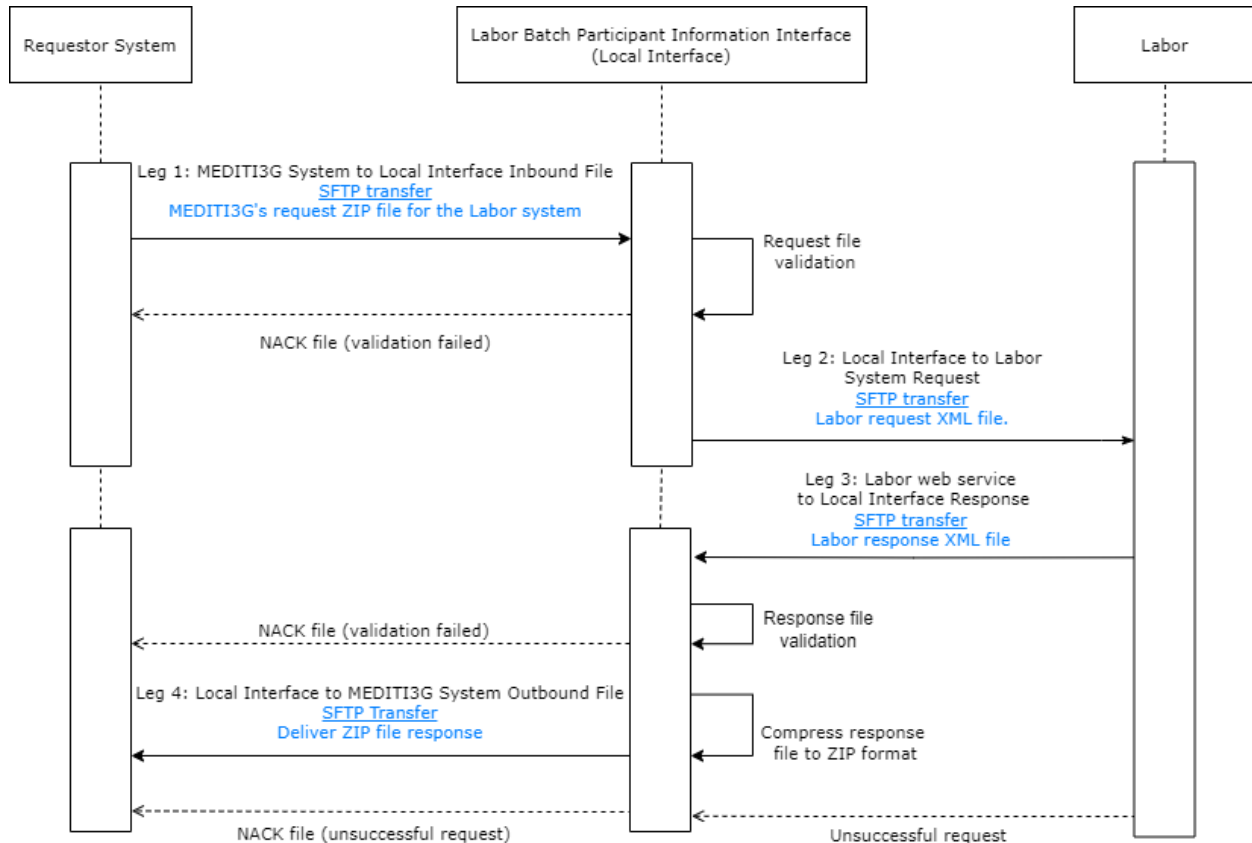 Requestor System
Labor Batch Participant Information Interface
(Local Interface)
Labor
Leg 1: MEDITI3G System to Local Interface Inbound File
SFTP transfer
MEDITI3G's request ZIP file for the Labor system
Request file
validation
NACK file (validation failed)
Leg 2: Local Interface to Labor
System Request
SFTP transfer
Labor request XML file.
Leg 3: Labor web service
to Local Interface Response
SFTP transfer
Labor response XML file
Response file
validation
NACK file (validation failed)
Leg 4: Local Interface to MEDITI3G System Outbound File
SFTP Transfer
Deliver ZIP file response
Compress response
file to ZIP format
NACK file (unsuccessful request)
Unsuccessful request